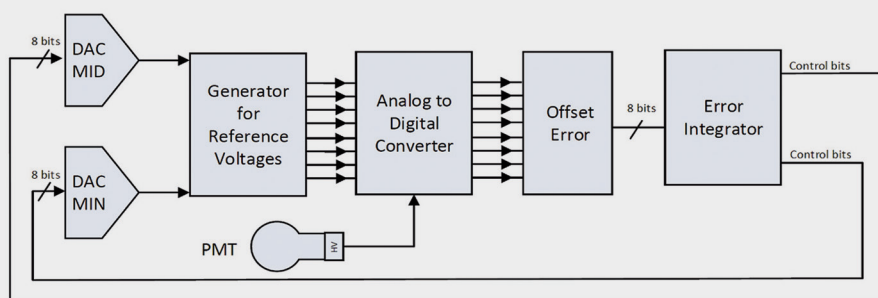 8 bits
DAC
MID
Generator
for
Reference
Voltages
Analog to
Digital
Converter
Offset
Error
8 bits
Error
Integrator
Control bits
Control bits
8 bits
DAC
MIN
PMT
HV